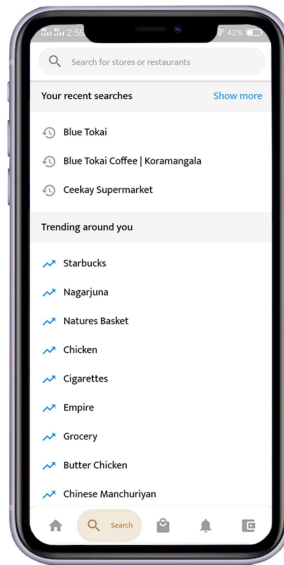 2:59
42%
Search for stores or restaurants
Your recent searches Show more
Blue Tokai
Blue Tokai Coffee | Koramangala
Ceekay Supermarket
Trending around you
Starbucks
Nagarjuna
Natures Basket
Chicken
Cigarettes
Empire
Grocery
Butter Chicken
Chinese Manchuriyan
Search